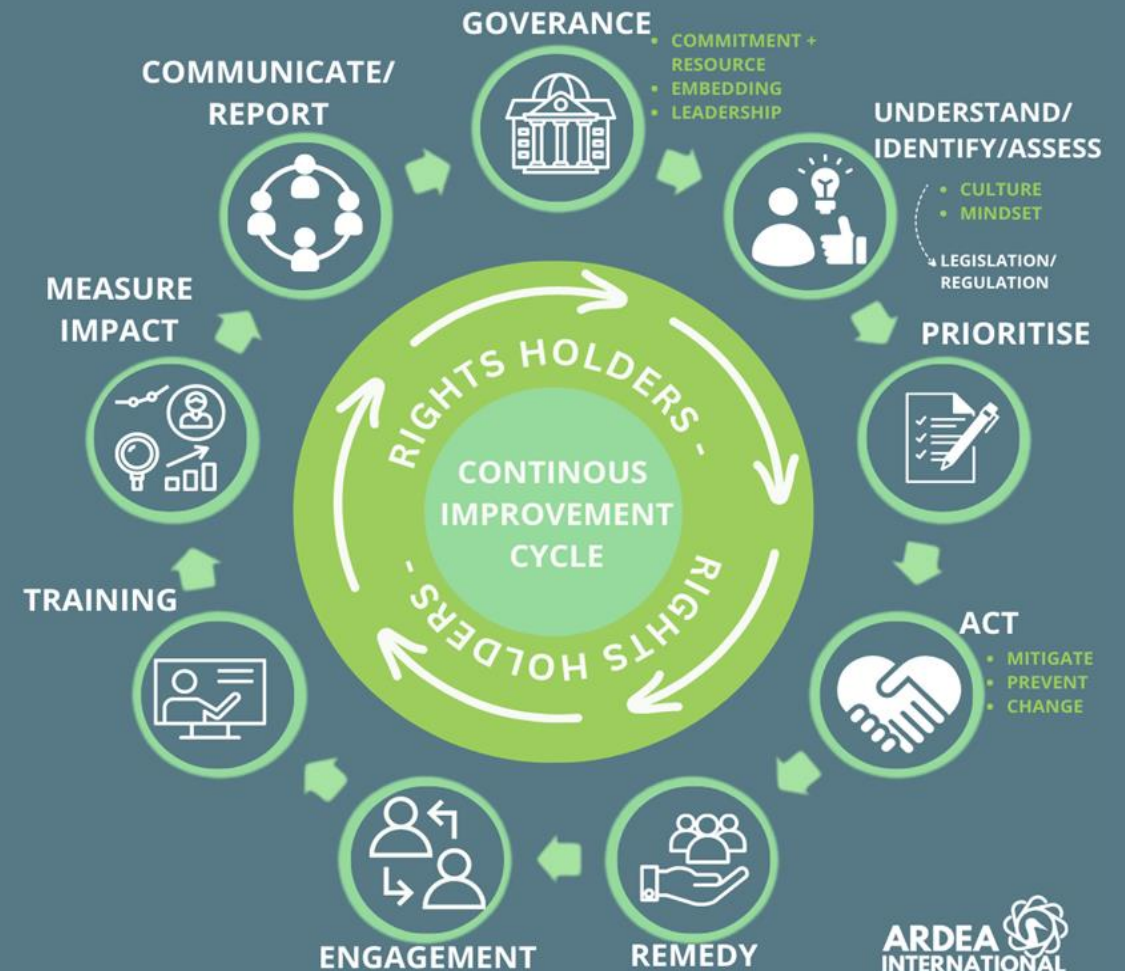 GOVERANCE
• COMMITMENT +
RESOURCE
• EMBEDDING
• LEADERSHIP
UNDERSTAND/
IDENTIFY/ASSESS
• CULTURE
• MINDSET
LEGISLATION/
REGULATION
PRIORITISE
ACT
• MITIGATE
• PREVENT
• CHANGE
REMEDY
ENGAGEMENT
TRAINING
MEASURE
IMPACT
COMMUNICATE/
REPORT
RIGHTS HOLDERS -
RIGHTS HOLDERS -
CONTINOUS
IMPROVEMENT
CYCLE
ARDEA
INTERNATIONAL